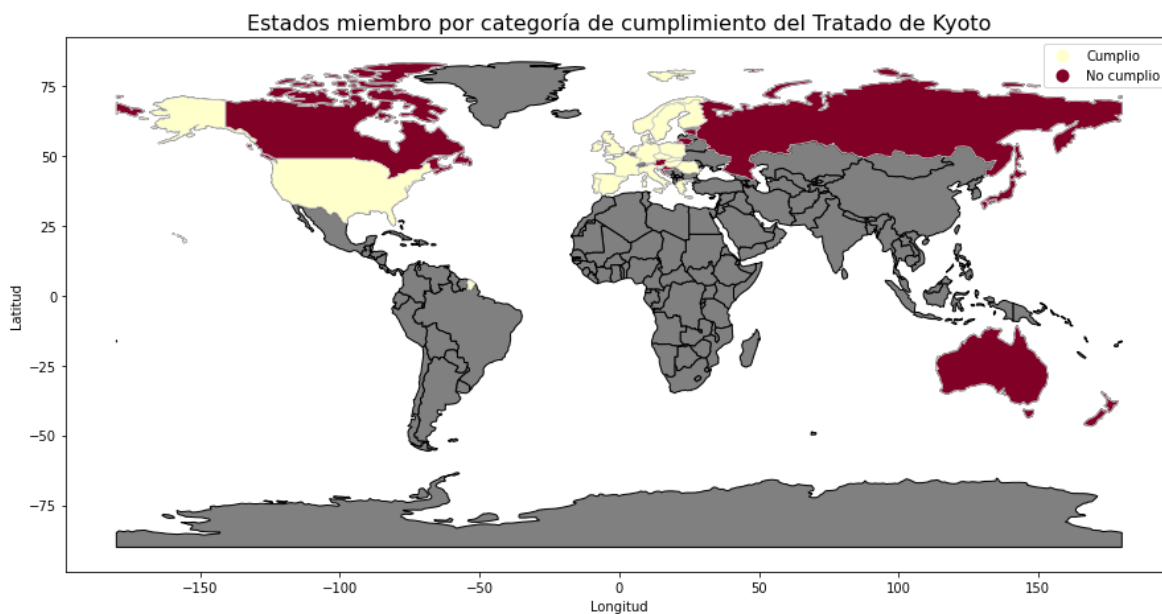 Estados miembro por categoría de cumplimiento del Tratado de Kyoto
Cumplio
No cumplio
75
50
25
0
−25
−50
−75
Latitud
−150
−100
−50
0
50
100
150
Longitud